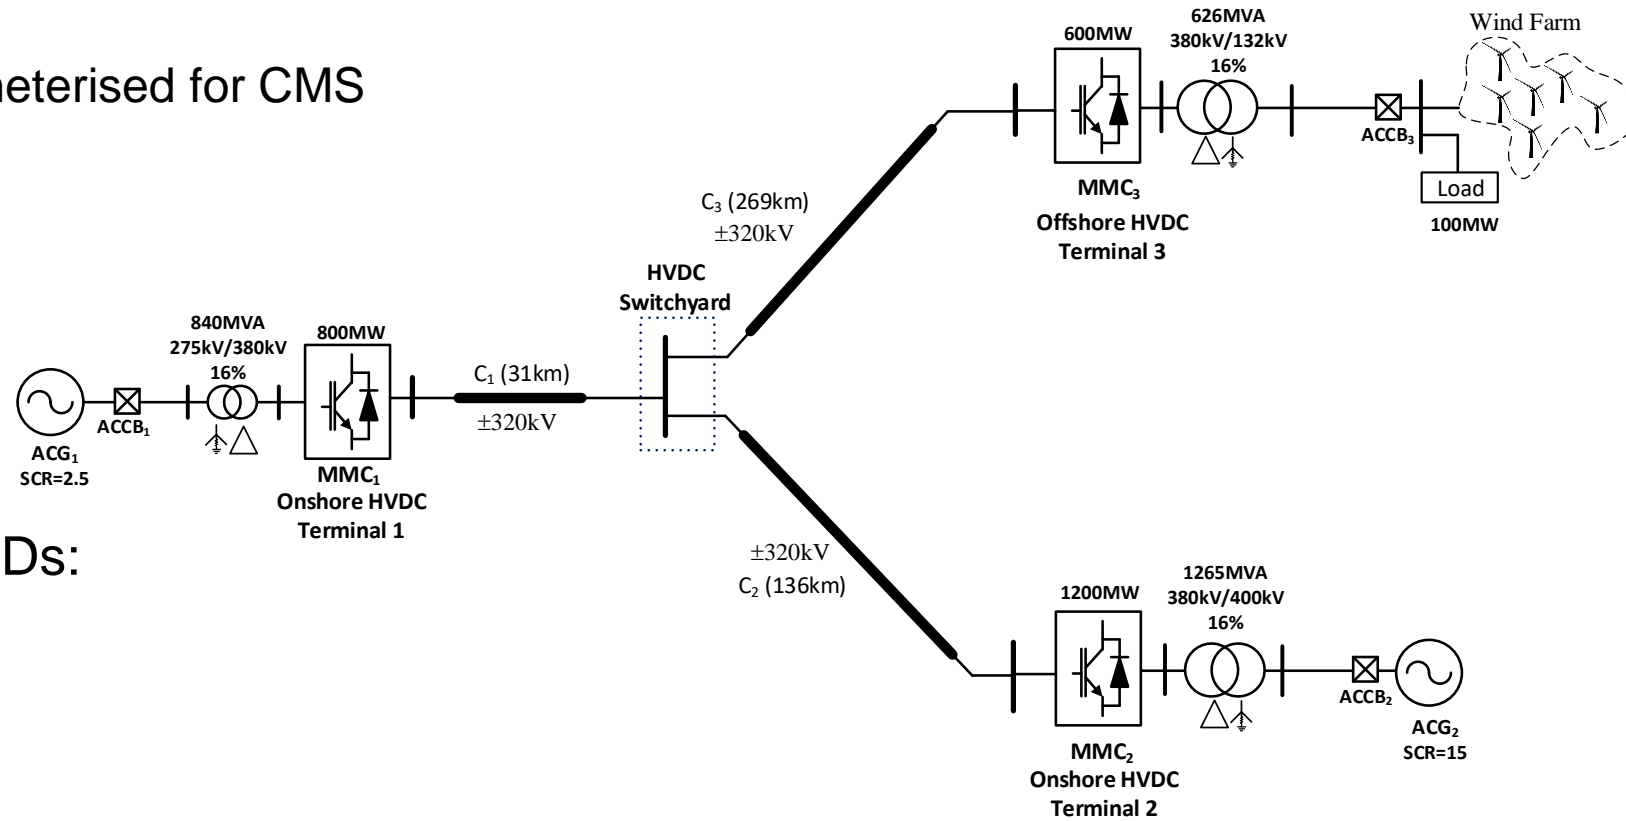 626MVA
380kV/132kV
16%
Wind Farm
600MW
ACCB₃
Load
100MW
MMC₃
Offshore HVDC
Terminal 3
C₃ (269km)
±320kV
HVDC
Switchyard
840MVA
275kV/380kV
16%
800MW
C₁ (31km)
±320kV
ACCB₁
ACG₁
SCR=2.5
MMC₁
Onshore HVDC
Terminal 1
Ds:
±320kV
C₂ (136km)
1200MW
1265MVA
380kV/400kV
16%
ACCB₂
ACG₂
SCR=15
MMC₂
Onshore HVDC
Terminal 2
eterised for CMS